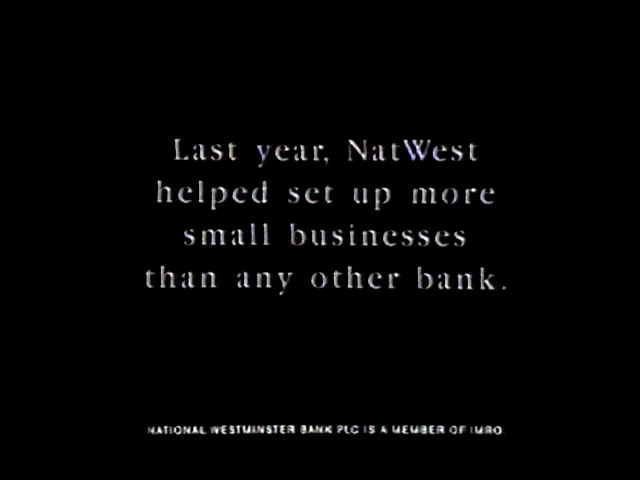 Last year, NatWest
helped set up more
small businesses
than any other bank.
NATIONAL WESTMINSTER BANK PLC IS A MEMBER OF IMRO.